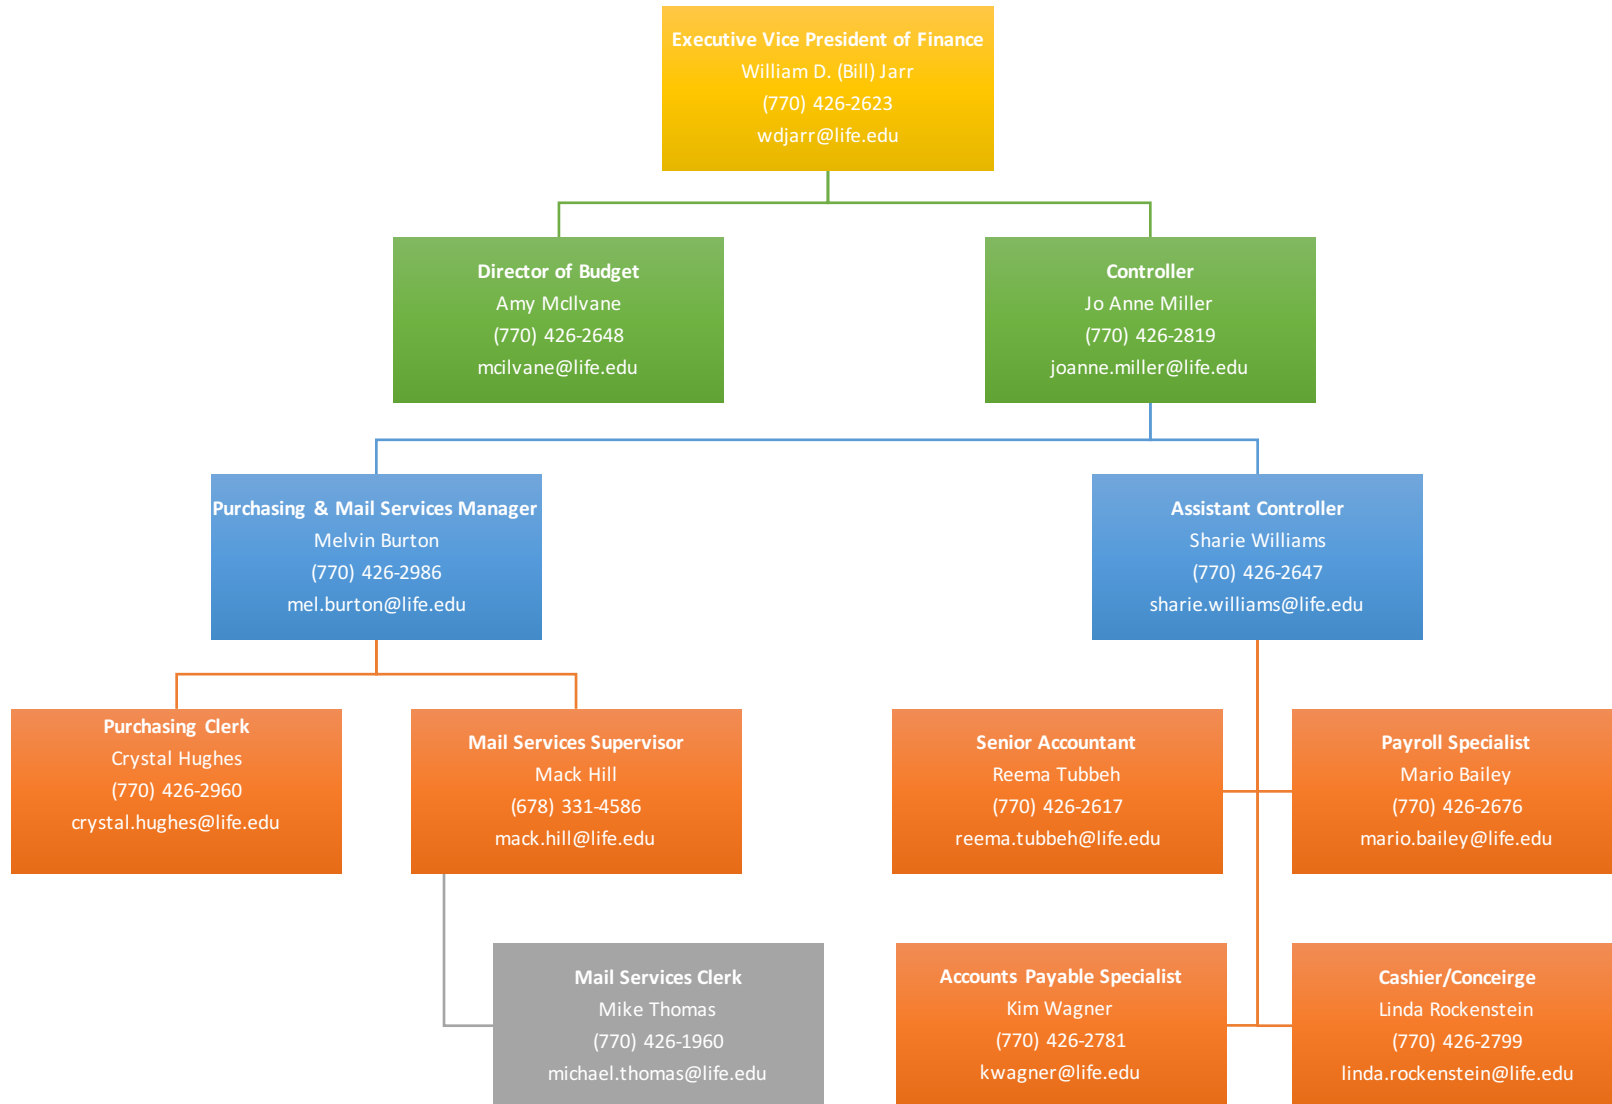 Executive Vice President of Finance
William D. (Bill) Jarr
(770) 426-2623
wdjarr@life.edu
Director of Budget
Amy McIlvane
(770) 426-2648
mcilvane@life.edu
Controller
Jo Anne Miller
(770) 426-2819
joanne.miller@life.edu
Purchasing & Mail Services Manager
Melvin Burton
(770) 426-2986
mel.burton@life.edu
Assistant Controller
Sharie Williams
(770) 426-2647
sharie.williams@life.edu
Purchasing Clerk
Crystal Hughes
(770) 426-2960
crystal.hughes@life.edu
Mail Services Supervisor
Mack Hill
(678) 331-4586
mack.hill@life.edu
Senior Accountant
Reema Tubbeh
(770) 426-2617
reema.tubbeh@life.edu
Payroll Specialist
Mario Bailey
(770) 426-2676
mario.bailey@life.edu
Mail Services Clerk
Mike Thomas
(770) 426-1960
michael.thomas@life.edu
Accounts Payable Specialist
Kim Wagner
(770) 426-2781
kwagner@life.edu
Cashier/Conceirge
Linda Rockenstein
(770) 426-2799
linda.rockenstein@life.edu